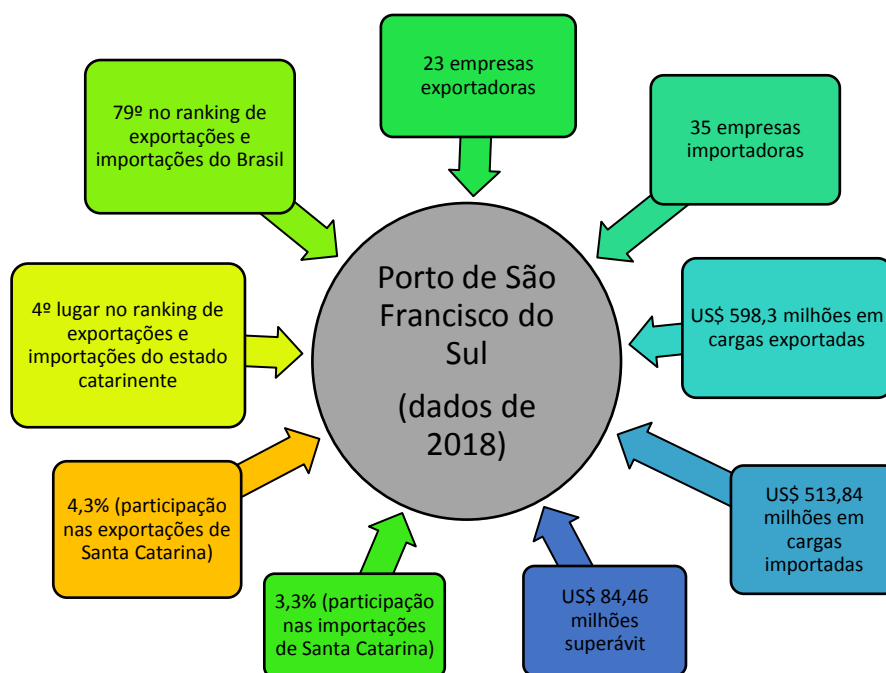 23 empresas
exportadoras
35 empresas
importadoras
US$ 598,3 milhões em
cargas exportadas
US$ 513,84
milhões em
cargas
importadas
US$ 84,46
milhões
superávit
3,3% (participação
nas importações
de Santa Catarina)
4,3% (participação
nas exportações de
Santa Catarina)
4º lugar no ranking de
exportações e
importações do estado
catarinente
79º no ranking de
exportações e
importações do Brasil
Porto de São
Francisco do
Sul
(dados de
2018)